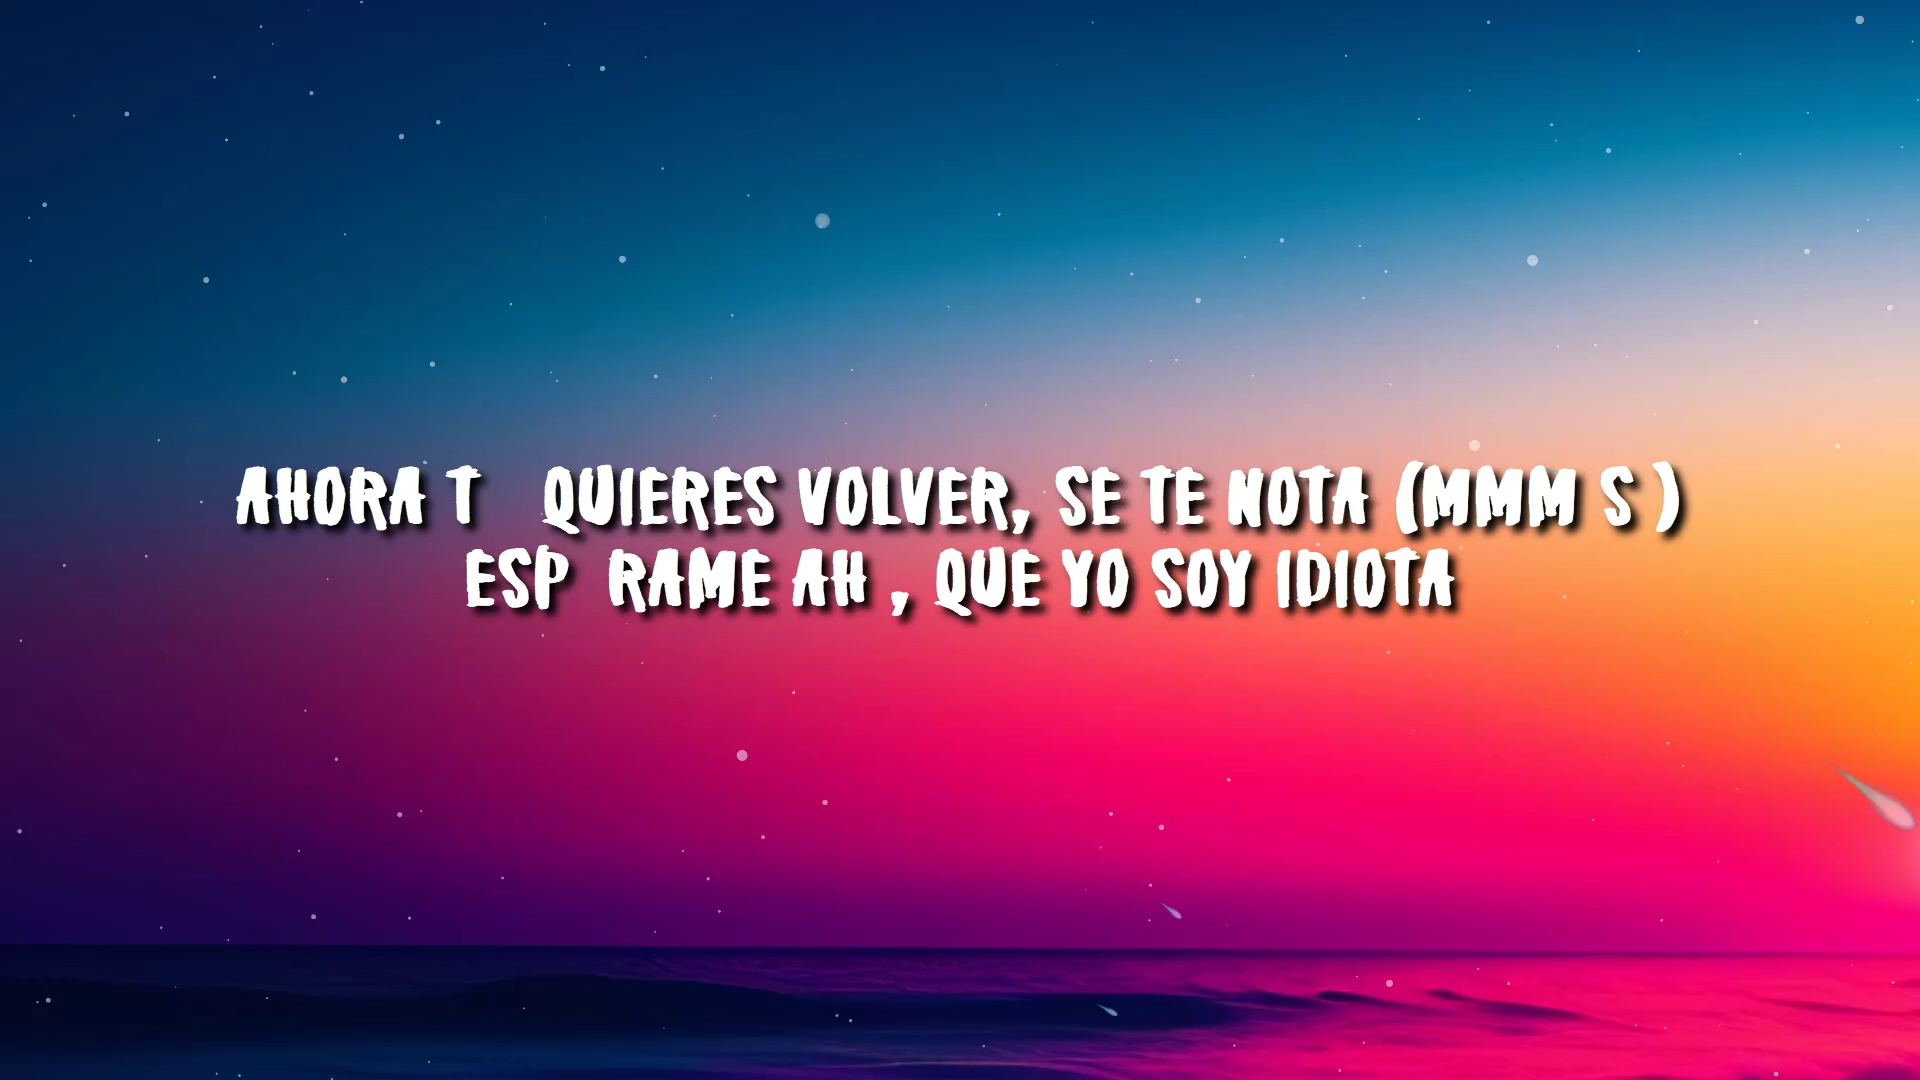 AHORA T  QUIERES VOLVER, SE TE NOTA (MMM S )
ESP RAME AH , QUE YO SOY IDIOTA